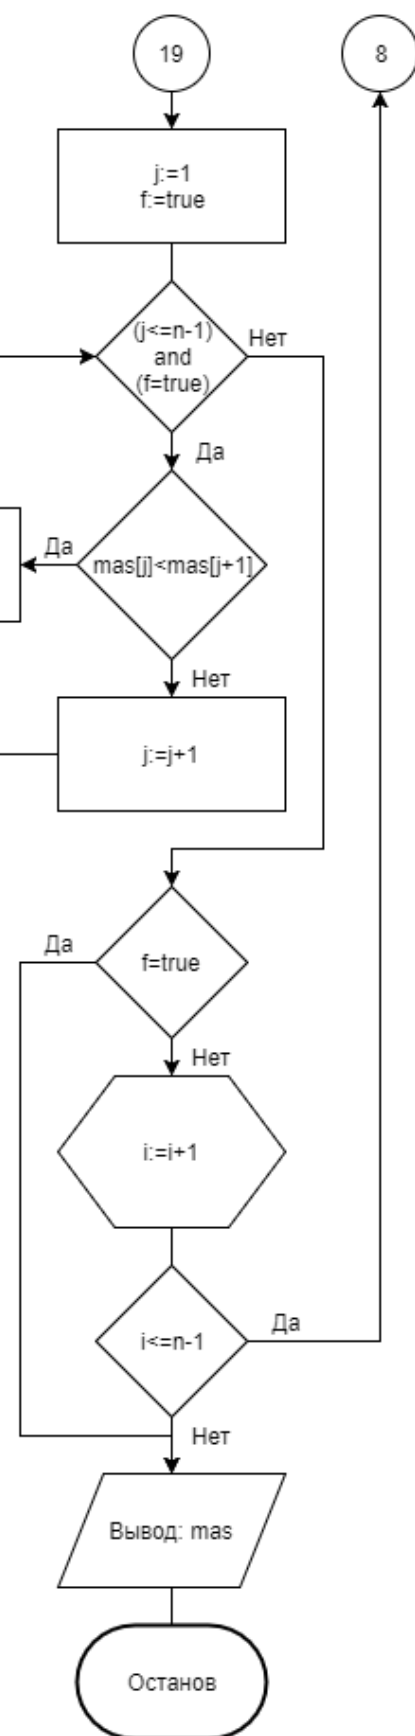 19
8
j:=1
f:=true
(j<=n-1)
and
(f=true)
Нет
Да
Да
mas[j]<mas[j+1]
Нет
j:=j+1
Да
f=true
Нет
i:=i+1
i<=n-1
Да
Нет
Вывод: mas
Останов